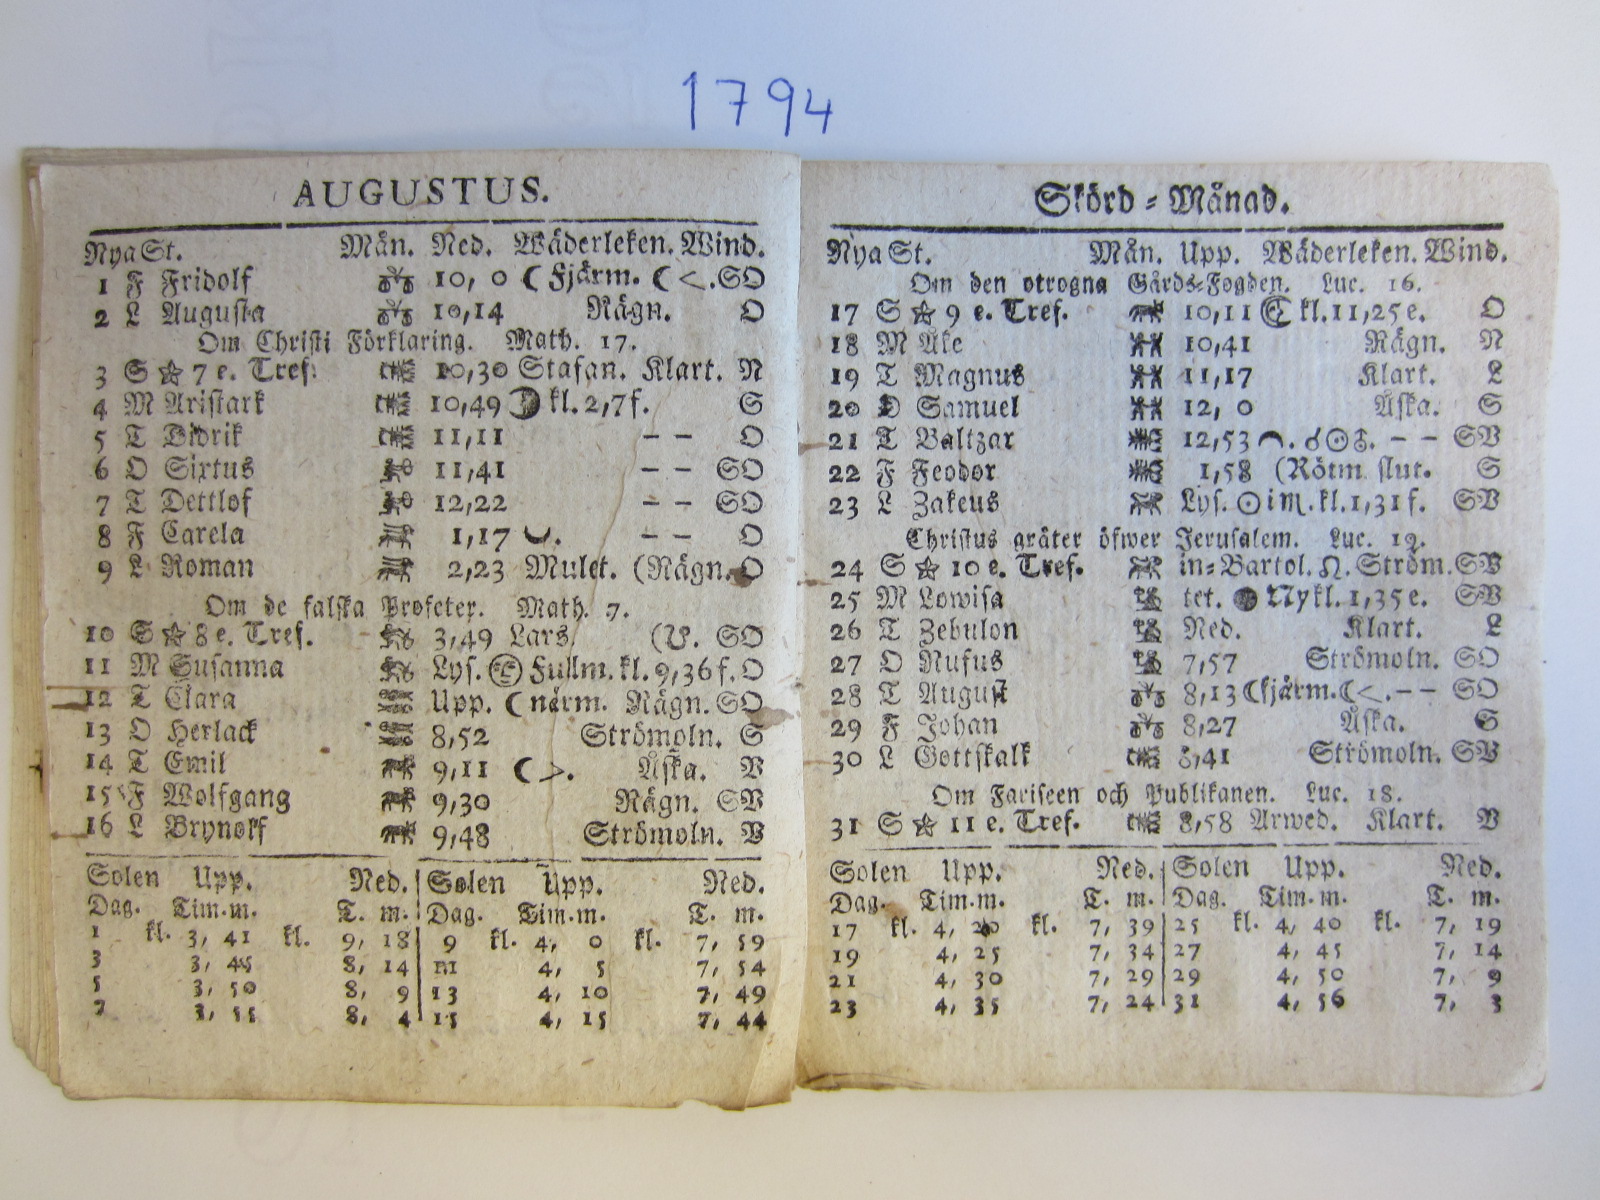 1794
AUGUSTUS.
Nya St. Mån. Ned. Wäderleken. Wind.
1 F Fridolf 10, 0 ☾ Fjärm. ☾ <. SO
2 L Augusta 10,14 Rägn. O
Om Christi Förklaring. Math. 17.
3 S ☆ 7 e. Tref. 10,30 Stafan. Klart. N
4 M Aristark 10,49 kl. 2,7 f. S
5 T Didrik 11,11 – – O
6 O Sixtus 11,41 – – SO
7 T Dettlof 12,22 – – SO
8 F Carela 1,17 . – – O
9 L Roman 2,23 Mulet. (Rägn. O
Om de falska Profeter. Math. 7.
10 S ☆ 8 e. Tref. 3,49 Lars. SO
11 M Susanna Lys. Fullm. kl. 9,36 f. O
12 T Clara Upp. ☾ närm. Rägn. SO
13 O Herlack 8,52 Strömoln. S
14 T Emil 9,11 ☾ >. Åska. V
15 F Wolfgang 9,30 Rägn. SV
16 L Brynolf 9,48 Strömoln. V
Solen Upp. Ned. Solen Upp. Ned.
Dag. Tim. m. T. m. Dag. Tim. m. T. m.
1 kl. 3, 41 kl. 9, 18 9 kl. 4, 0 kl. 7, 59
3 3, 45 8, 14 11 4, 5 7, 54
5 3, 50 8, 9 13 4, 10 7, 49
7 3, 55 8, 4 15 4, 15 7, 44
Skörd-Månad.
Nya St. Mån. Upp. Wäderleken. Wind.
Om den otrogna Gårds-Fogden. Luc. 16.
17 S ☆ 9 e. Tref. 10,11 kl. 11,25 e. O
18 M Åke 10,41 Rägn. N
19 T Magnus 11,17 Klart. L
20 O Samuel 12, 0 Åska. S
21 T Baltzar 12,53 . ☌☉♁. – – SV
22 F Feodor 1,58 (Rötm slut. S
23 L Zakeus Lys. ☉ i ♍. kl. 1,31 f. SV
Christus gräter öfwer Jerusalem. Luc. 19.
24 S ☆ 10 e. Tref. in-Bartol. ☊. Ström. SV
25 M Lowisa tet. ● Ny kl. 1,35 e. SV
26 T Zebulon Ned. Klart. L
27 O Rufus 7,57 Strömoln. SO
28 T August 8,13 ☾ fjärm. ☾ <. – – SO
29 F Johan 8,27 Åska. S
30 L Gottskalk 8,41 Strömoln. SV
Om Fariseen och Publikanen. Luc. 18.
31 S ☆ 11 e. Tref. 8,58 Arwed. Klart. V
Solen Upp. Ned. Solen Upp. Ned.
Dag. Tim. m. T. m. Dag. Tim. m. T. m.
17 kl. 4, 20 kl. 7, 39 25 kl. 4, 40 kl. 7, 19
19 4, 25 7, 34 27 4, 45 7, 14
21 4, 30 7, 29 29 4, 50 7, 9
23 4, 35 7, 24 31 4, 56 7, 3